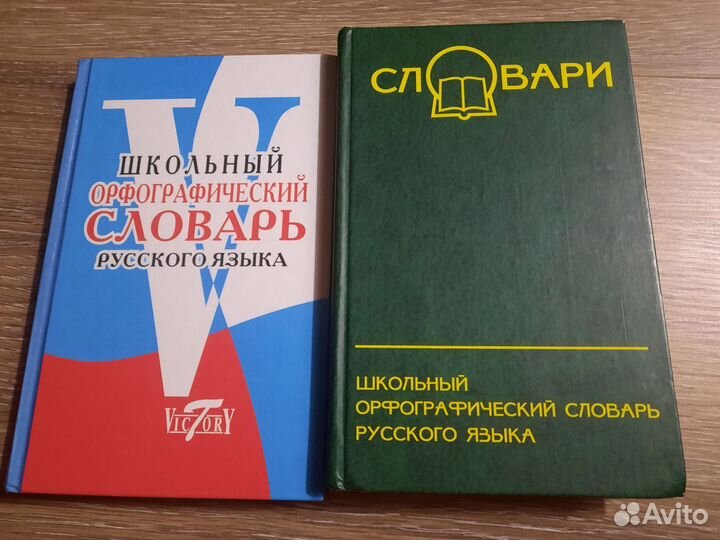 ШКОЛЬНЫЙ
ОРФОГРАФИЧЕСКИЙ
СЛОВАРЬ
РУССКОГО ЯЗЫКА
VICTORY
СЛОВАРИ
ШКОЛЬНЫЙ
ОРФОГРАФИЧЕСКИЙ СЛОВАРЬ
РУССКОГО ЯЗЫКА
Avito